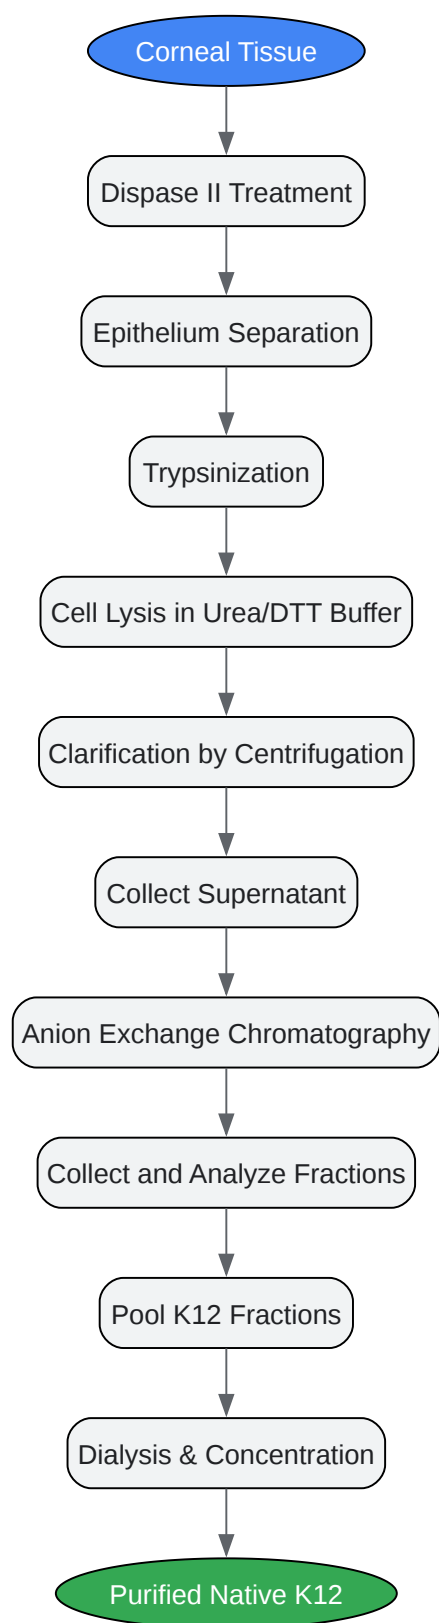 Corneal Tissue
Dispase II Treatment
Epithelium Separation
Trypsinization
Cell Lysis in Urea/DTT Buffer
Clarification by Centrifugation
Collect Supernatant
Anion Exchange Chromatography
Collect and Analyze Fractions
Pool K12 Fractions
Dialysis & Concentration
Purified Native K12